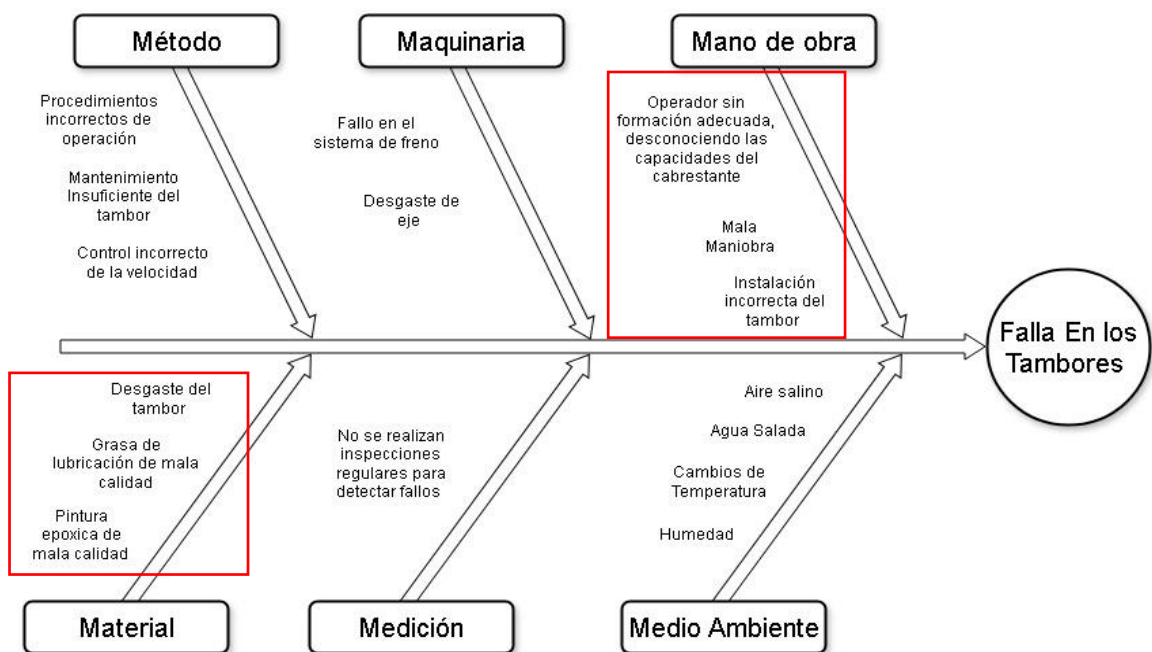 Método
Procedimientos
incorrectos de
operación
Mantenimiento
Insuficiente del
tambor
Control incorrecto
de la velocidad
Maquinaria
Fallo en el
sistema de freno
Desgaste de
eje
Mano de obra
Operador sin
formación adecuada,
desconociendo las
capacidades del
cabrestante
Mala
Maniobra
Instalación
incorrecta del
tambor
Falla En los
Tambores
Desgaste del
tambor
Grasa de
lubricación de mala
calidad
Pintura
epoxica de
mala calidad
Material
No se realizan
inspecciones
regulares para
detectar fallos
Medición
Aire salino
Agua Salada
Cambios de
Temperatura
Humedad
Medio Ambiente